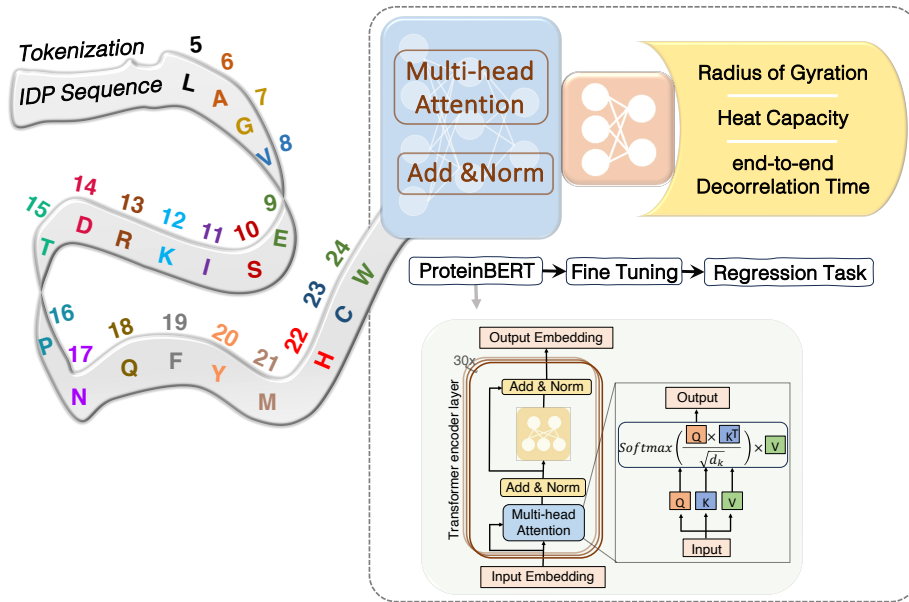 Tokenization
IDP Sequence
5
L
6
A
7
G
8
V
9
E
10
S
11
I
12
K
13
R
14
D
15
T
16
P
17
N
18
Q
19
F
20
Y
21
M
22
H
23
C
24
W
Multi-head
Attention
Add &Norm
Radius of Gyration
Heat Capacity
end-to-end
Decorrelation Time
ProteinBERT
Fine Tuning
Regression Task
Output Embedding
30x
Transformer encoder layer
Add & Norm
Add & Norm
Multi-head
Attention
Input Embedding
Output
Softmax ( Q × Kᵀ / √dₖ ) × V
Q K V
Input